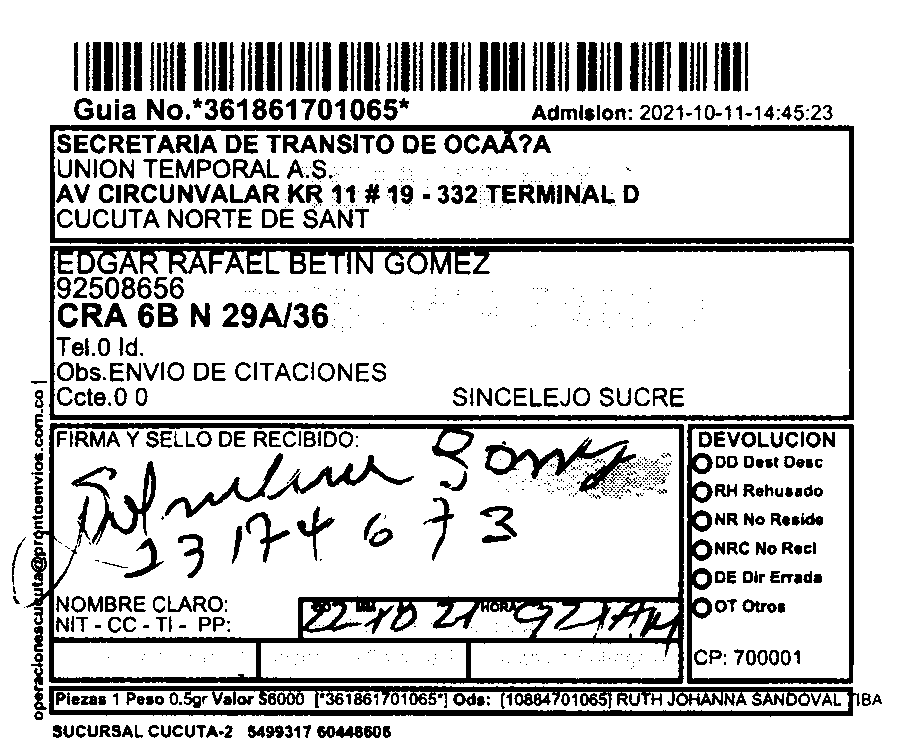 Guia No.*361861701065*
Admision: 2021-10-11-14:45:23
SECRETARIA DE TRANSITO DE OCAÃ?A
UNION TEMPORAL A.S.
AV CIRCUNVALAR KR 11 # 19 - 332 TERMINAL D
CUCUTA NORTE DE SANT
EDGAR RAFAEL BETIN GOMEZ
92508656
CRA 6B N 29A/36
Tel.0 Id.
Obs.ENVIO DE CITACIONES
Ccte.0 0
SINCELEJO SUCRE
operacionescucuta@prontoenvios.com.co |
FIRMA Y SELLO DE RECIBIDO:
23174673
NOMBRE CLARO:
NIT - CC - TI - PP:
MM HORA
22 10 21 921AM
DEVOLUCION
DD Dest Desc
RH Rehusado
NR No Reside
NRC No Recl
DE Dir Errada
OT Otros
CP: 700001
Piezas 1 Peso 0.5gr Valor $6000 [*361861701065*] Ods: [10884701065] RUTH JOHANNA SANDOVAL TIBA
SUCURSAL CUCUTA-2 5499317 60448606